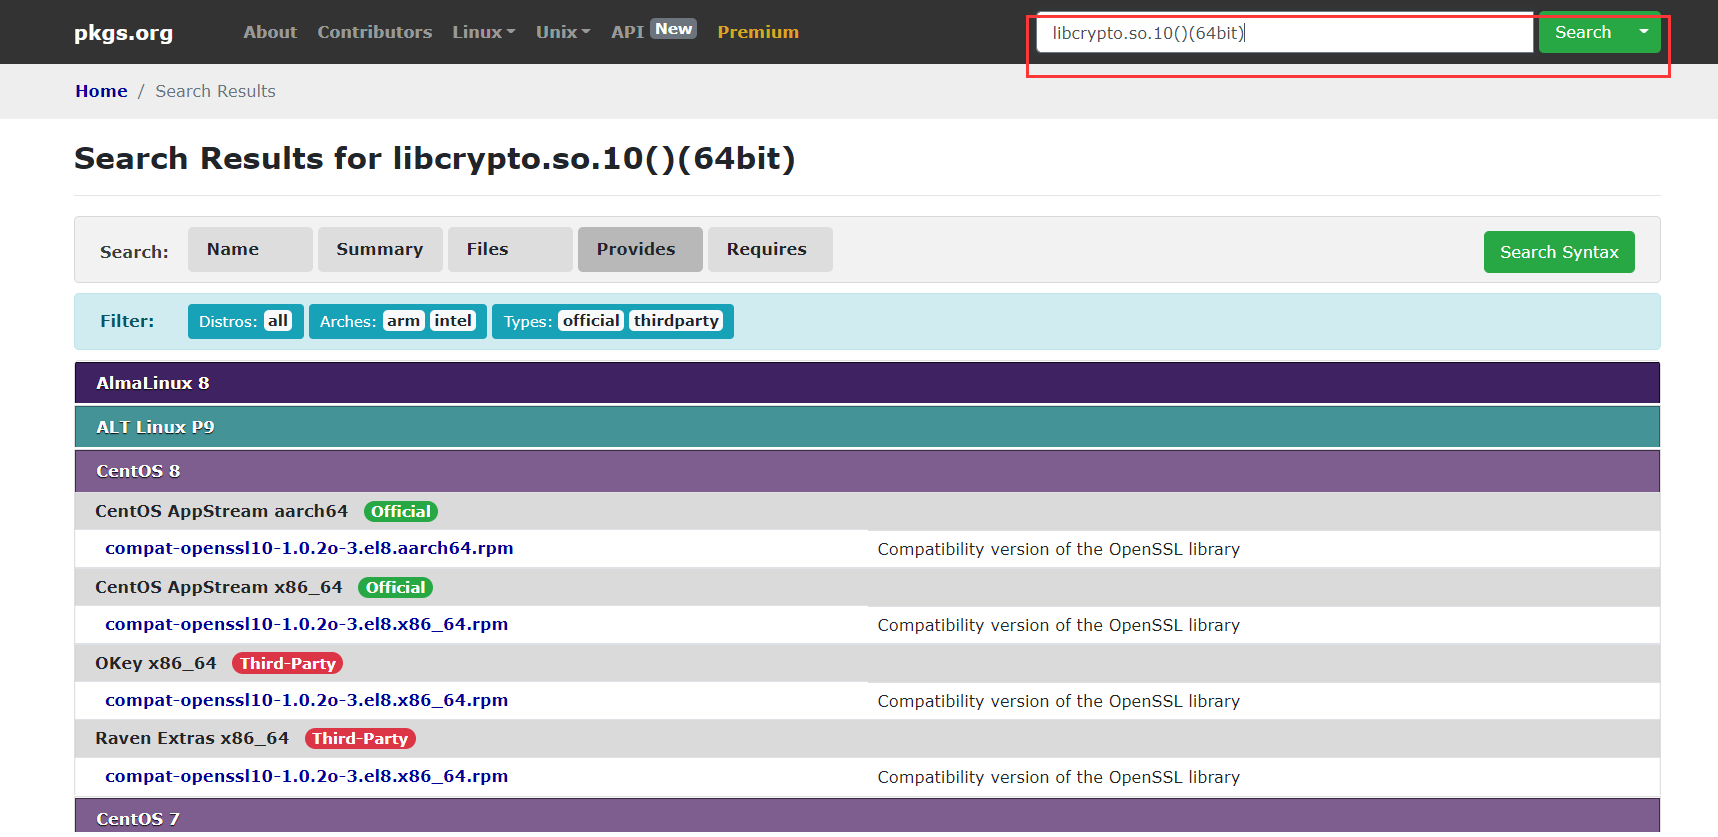 pkgs.org About Contributors Linux Unix API New Premium libcrypto.so.10()(64bit) Search
Home / Search Results
Search Results for libcrypto.so.10()(64bit)
Search: Name Summary Files Provides Requires Search Syntax
Filter: Distros: all Arches: arm intel Types: official thirdparty
AlmaLinux 8
ALT Linux P9
CentOS 8
CentOS AppStream aarch64 Official
compat-openssl10-1.0.2o-3.el8.aarch64.rpm Compatibility version of the OpenSSL library
CentOS AppStream x86_64 Official
compat-openssl10-1.0.2o-3.el8.x86_64.rpm Compatibility version of the OpenSSL library
OKey x86_64 Third-Party
compat-openssl10-1.0.2o-3.el8.x86_64.rpm Compatibility version of the OpenSSL library
Raven Extras x86_64 Third-Party
compat-openssl10-1.0.2o-3.el8.x86_64.rpm Compatibility version of the OpenSSL library
CentOS 7